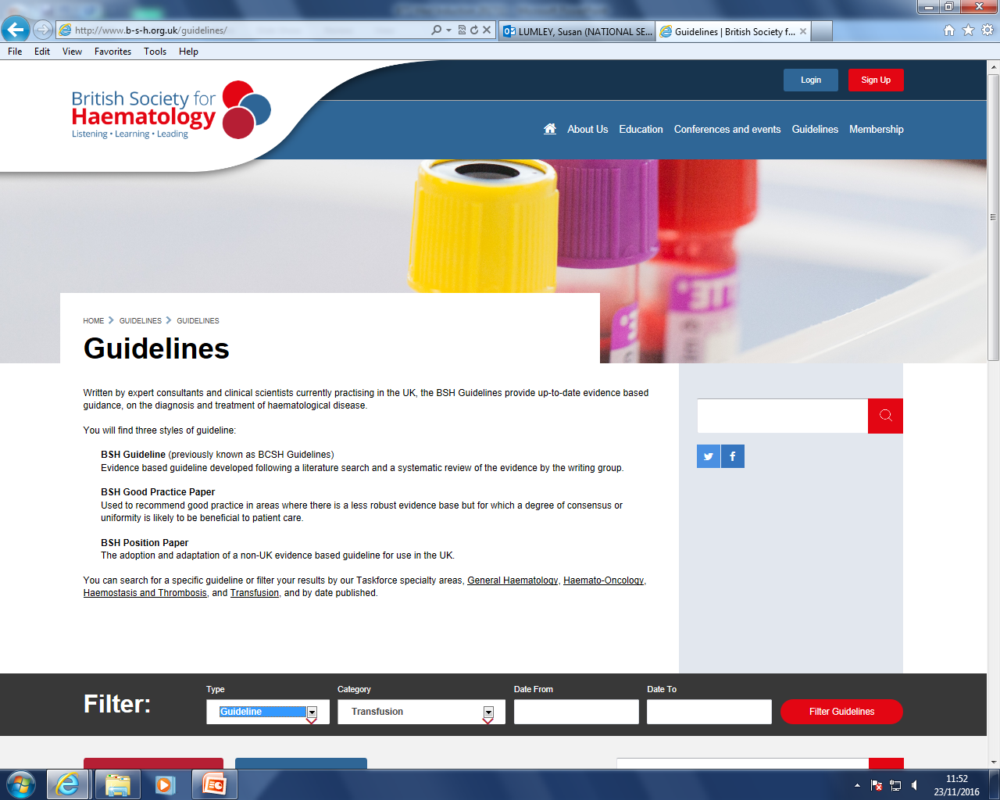 http://www.b-s-h.org.uk/guidelines/
LUMLEY, Susan (NATIONAL SE...
Guidelines | British Society f...
File Edit View Favorites Tools Help
Login
Sign Up
British Society for
Haematology
Listening • Learning • Leading
About Us Education Conferences and events Guidelines Membership
HOME GUIDELINES GUIDELINES
Guidelines
Written by expert consultants and clinical scientists currently practising in the UK, the BSH Guidelines provide up-to-date evidence based
guidance, on the diagnosis and treatment of haematological disease.
You will find three styles of guideline:
BSH Guideline (previously known as BCSH Guidelines)
Evidence based guideline developed following a literature search and a systematic review of the evidence by the writing group.
BSH Good Practice Paper
Used to recommend good practice in areas where there is a less robust evidence base but for which a degree of consensus or
uniformity is likely to be beneficial to patient care.
BSH Position Paper
The adoption and adaptation of a non-UK evidence based guideline for use in the UK.
You can search for a specific guideline or filter your results by our Taskforce specialty areas, General Haematology, Haemato-Oncology,
Haemostasis and Thrombosis, and Transfusion, and by date published.
Filter:
Type
Category
Date From
Date To
Guideline
Transfusion
Filter Guidelines
11:52
23/11/2016